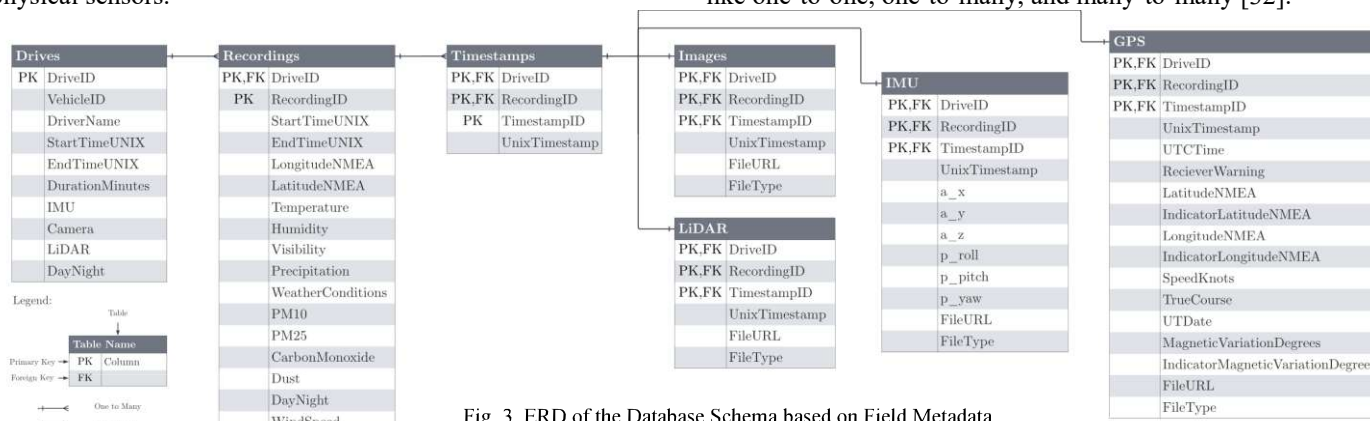 physical sensors.
like one-to-one, one-to-many, and many-to-many [32].
Drives
PK DriveID
VehicleID
DriverName
StartTimeUNIX
EndTimeUNIX
DurationMinutes
IMU
Camera
LiDAR
DayNight
Legend:
Table
Table Name
Primary Key PK Column
Foreign Key FK
One to Many
Recordings
PK,FK DriveID
PK RecordingID
StartTimeUNIX
EndTimeUNIX
LongitudeNMEA
LatitudeNMEA
Temperature
Humidity
Visibility
Precipitation
WeatherConditions
PM10
PM25
CarbonMonoxide
Dust
DayNight
WindSpeed
Timestamps
PK,FK DriveID
PK,FK RecordingID
PK TimestampID
UnixTimestamp
Images
PK,FK DriveID
PK,FK RecordingID
PK,FK TimestampID
UnixTimestamp
FileURL
FileType
LiDAR
PK,FK DriveID
PK,FK RecordingID
PK,FK TimestampID
UnixTimestamp
FileURL
FileType
IMU
PK,FK DriveID
PK,FK RecordingID
PK,FK TimestampID
UnixTimestamp
a_x
a_y
a_z
p_roll
p_pitch
p_yaw
FileURL
FileType
GPS
PK,FK DriveID
PK,FK RecordingID
PK,FK TimestampID
UnixTimestamp
UTCTime
RecieverWarning
LatitudeNMEA
IndicatorLatitudeNMEA
LongitudeNMEA
IndicatorLongitudeNMEA
SpeedKnots
TrueCourse
UTDate
MagneticVariationDegrees
IndicatorMagneticVariationDegree
FileURL
FileType
Fig. 3. ERD of the Database Schema based on Field Metadata